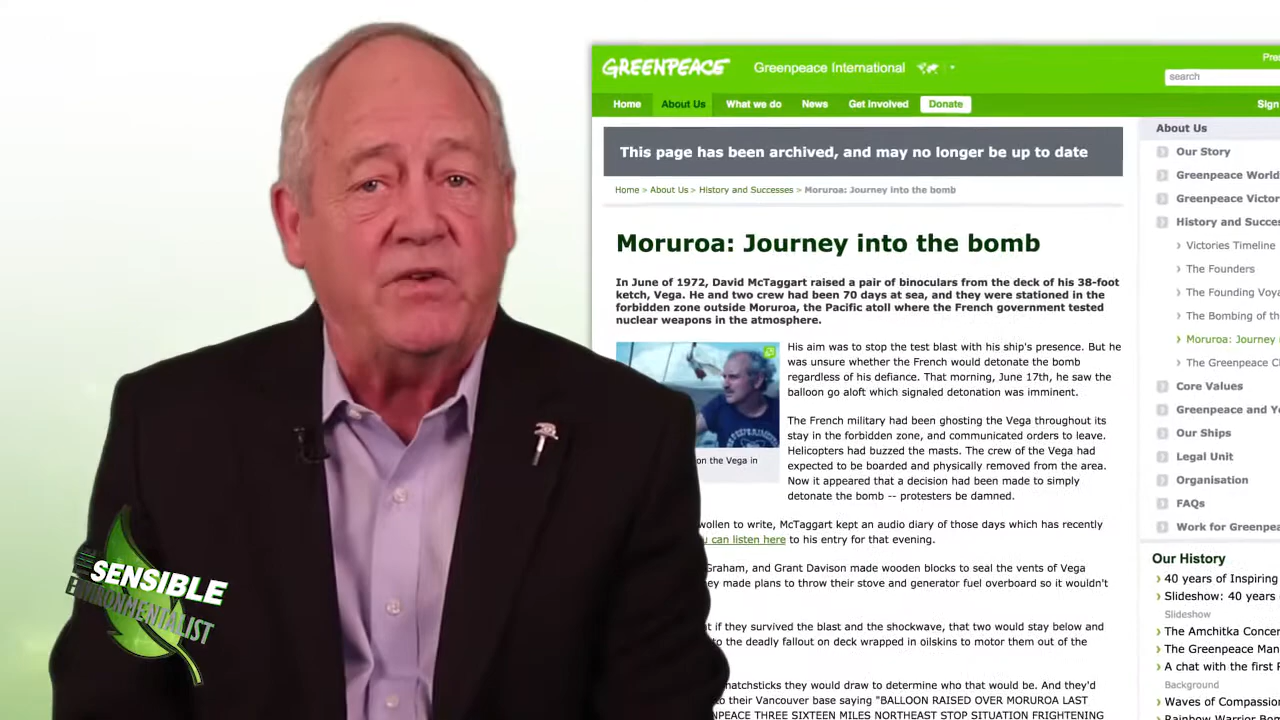 GREENPEACE
Greenpeace International
search
Home
About Us
What we do
News
Get involved
Donate
Sign
This page has been archived, and may no longer be up to date
Home > About Us > History and Successes > Moruroa: Journey into the bomb
Moruroa: Journey into the bomb
In June of 1972, David McTaggart raised a pair of binoculars from the deck of his 38-foot
ketch, Vega. He and two crew had been 70 days at sea, and they were stationed in the
forbidden zone outside Moruroa, the Pacific atoll where the French government tested
nuclear weapons in the atmosphere.
His aim was to stop the test blast with his ship's presence. But he
was unsure whether the French would detonate the bomb
regardless of his defiance. That morning, June 17th, he saw the
balloon go aloft which signaled detonation was imminent.
The French military had been ghosting the Vega throughout its
stay in the forbidden zone, and communicated orders to leave.
Helicopters had buzzed the masts. The crew of the Vega had
expected to be boarded and physically removed from the area.
Now it appeared that a decision had been made to simply
detonate the bomb -- protesters be damned.
on the Vega in
wollen to write, McTaggart kept an audio diary of those days which has recently
u can listen here to his entry for that evening.
Graham, and Grant Davison made wooden blocks to seal the vents of Vega
ey made plans to throw their stove and generator fuel overboard so it wouldn't
t if they survived the blast and the shockwave, that two would stay below and
to the deadly fallout on deck wrapped in oilskins to motor them out of the
matchsticks they would draw to determine who that would be. And they'd
to their Vancouver base saying "BALLOON RAISED OVER MORUROA LAST
NPEACE THREE SIXTEEN MILES NORTHEAST STOP SITUATION FRIGHTENING
About Us
Our Story
Greenpeace World
Greenpeace Victor
History and Succes
Victories Timeline
The Founders
The Founding Voya
The Bombing of th
Moruroa: Journey
The Greenpeace C
Core Values
Greenpeace and Y
Our Ships
Legal Unit
Organisation
FAQs
Work for Greenpea
Our History
40 years of Inspiring
Slideshow: 40 years
Slideshow
The Amchitka Concer
The Greenpeace Man
A chat with the first
Background
Waves of Compassion
Rainbow Warrior
SENSIBLE
ENVIRONMENTALIST